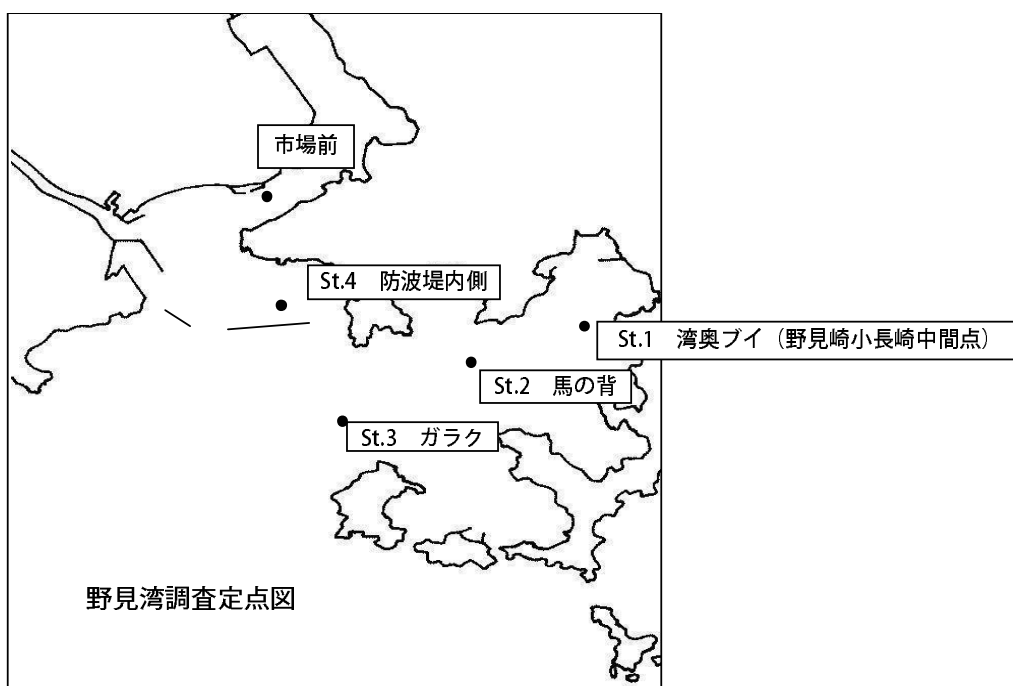 市場前
St.4　防波堤内側
St.1　湾奥ブイ（野見崎小長崎中間点）
St.2　馬の背
St.3　ガラク
野見湾調査定点図